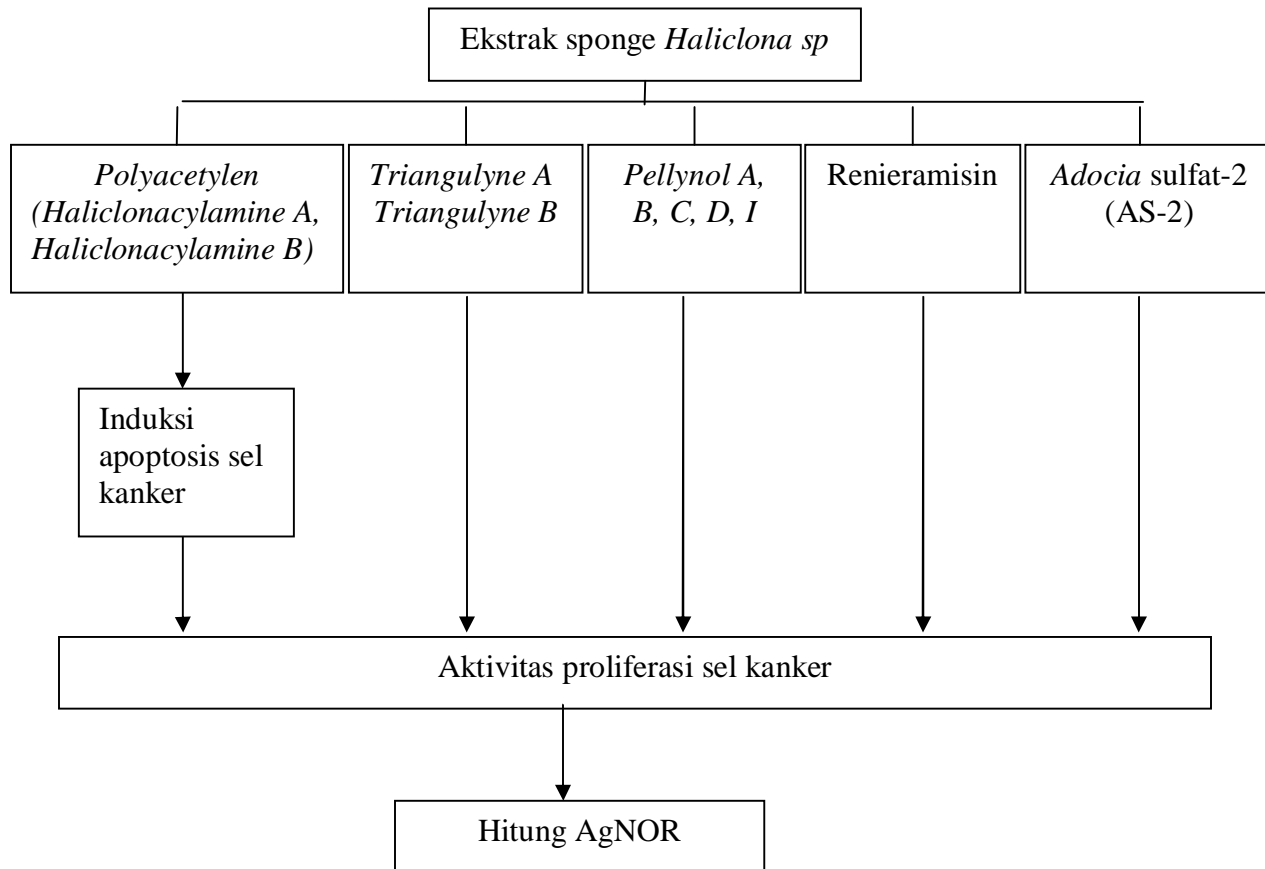 Ekstrak sponge Haliclona sp
Polyacetylen
(Haliclonacylamine A,
Haliclonacylamine B)
Triangulyne A
Triangulyne B
Pellynol A,
B, C, D, I
Renieramisin
Adocia sulfat-2
(AS-2)
Induksi
apoptosis sel
kanker
Aktivitas proliferasi sel kanker
Hitung AgNOR